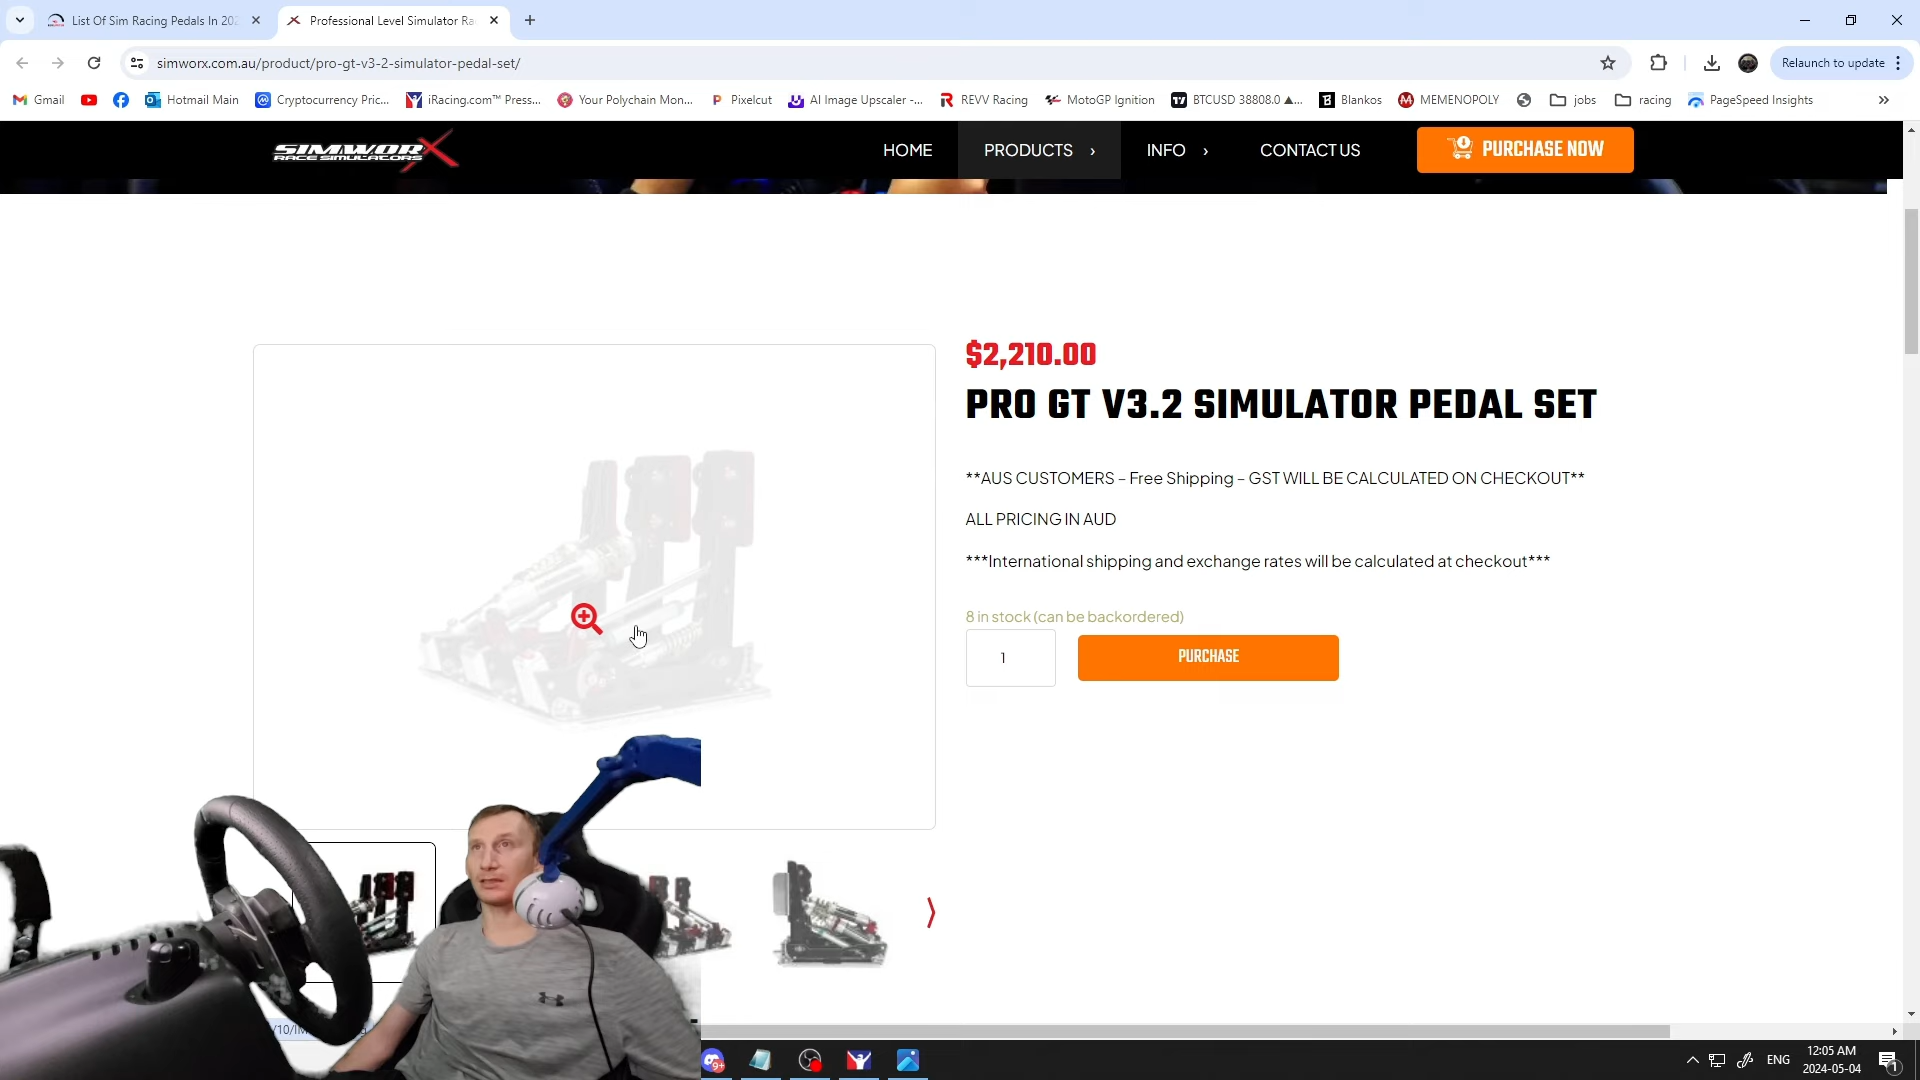 List Of Sim Racing Pedals In 202
Professional Level Simulator Ra
simworx.com.au/product/pro-gt-v3-2-simulator-pedal-set/
Relaunch to update
Gmail
Hotmail Main
Cryptocurrency Pric...
iRacing.com™ Press...
Your Polychain Mon...
Pixelcut
AI Image Upscaler -...
REVV Racing
MotoGP Ignition
BTCUSD 38808.0 ▲...
Blankos
MEMENOPOLY
jobs
racing
PageSpeed Insights
SIMWORX
RACE SIMULATORS
HOME
PRODUCTS
INFO
CONTACT US
PURCHASE NOW
$2,210.00
PRO GT V3.2 SIMULATOR PEDAL SET
**AUS CUSTOMERS – Free Shipping – GST WILL BE CALCULATED ON CHECKOUT**
ALL PRICING IN AUD
***International shipping and exchange rates will be calculated at checkout***
8 in stock (can be backordered)
1
PURCHASE
9+
ENG
12:05 AM
2024-05-04
1